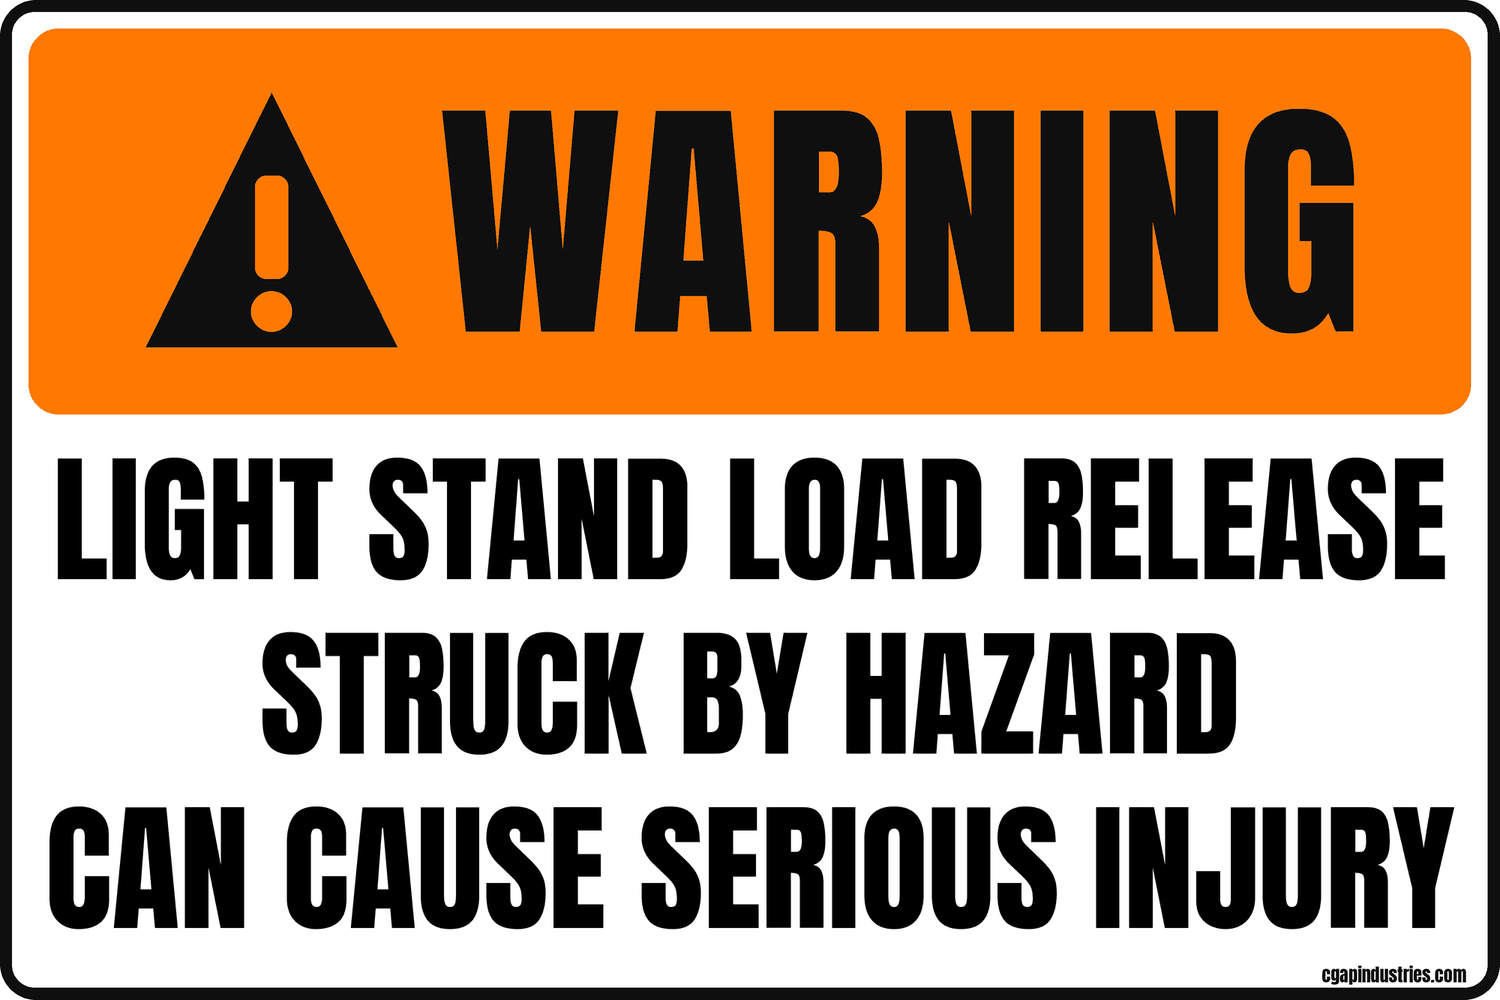 WARNING
LIGHT STAND LOAD RELEASE
STRUCK BY HAZARD
CAN CAUSE SERIOUS INJURY
cgapindustries.com